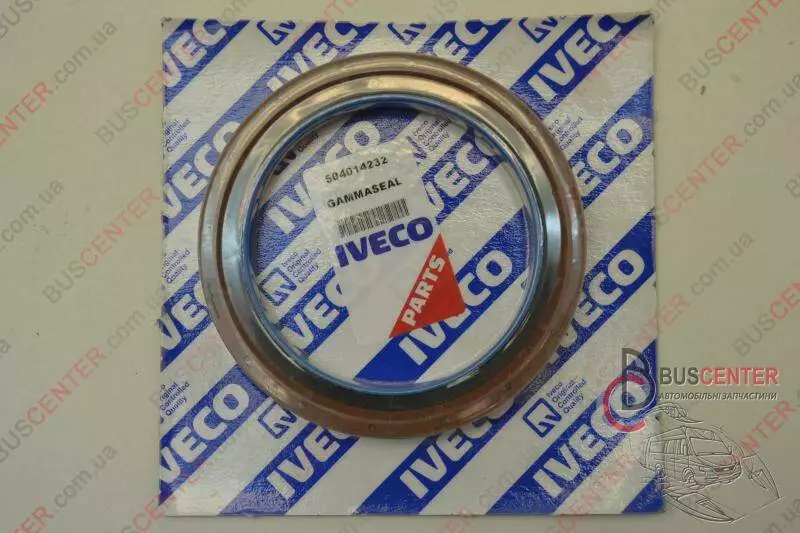 504014232
GAMMASEAL
IVECO
PARTS
IVECO
Iveco
Original
Controlled
Quality
BUSCENTER
АВТОМОБІЛЬНІ ЗАПЧАСТИНИ
BUSCENTER.com.ua